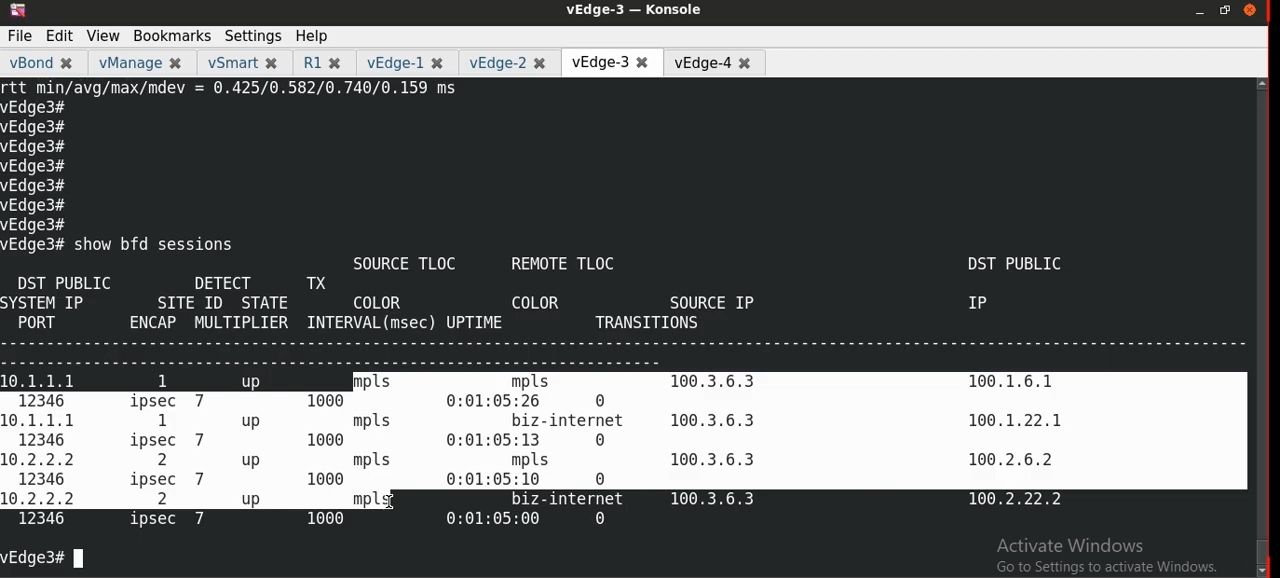 vEdge-3 — Konsole
File Edit View Bookmarks Settings Help
vBond vManage vSmart R1 vEdge-1 vEdge-2 vEdge-3 vEdge-4
rtt min/avg/max/mdev = 0.425/0.582/0.740/0.159 ms
vEdge3#
vEdge3#
vEdge3#
vEdge3#
vEdge3#
vEdge3#
vEdge3#
vEdge3# show bfd sessions
SOURCE TLOC REMOTE TLOC DST PUBLIC
DST PUBLIC DETECT TX
SYSTEM IP SITE ID STATE COLOR COLOR SOURCE IP IP
PORT ENCAP MULTIPLIER INTERVAL(msec) UPTIME TRANSITIONS
---------------------------------------------------------------------------------------------------------------------------------------
-----------------------------------------------------------------------
10.1.1.1 1 up mpls mpls 100.3.6.3 100.1.6.1
12346 ipsec 7 1000 0:01:05:26 0
10.1.1.1 1 up mpls biz-internet 100.3.6.3 100.1.22.1
12346 ipsec 7 1000 0:01:05:13 0
10.2.2.2 2 up mpls mpls 100.3.6.3 100.2.6.2
12346 ipsec 7 1000 0:01:05:10 0
10.2.2.2 2 up mpls biz-internet 100.3.6.3 100.2.22.2
12346 ipsec 7 1000 0:01:05:00 0
vEdge3#
Activate Windows
Go to Settings to activate Windows.